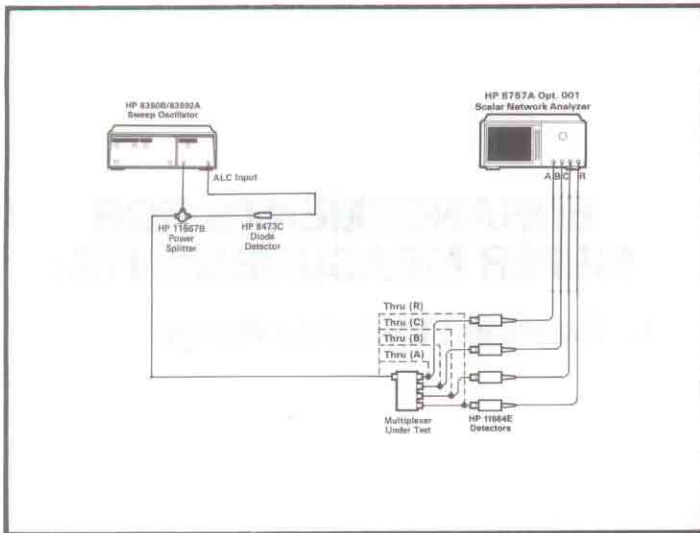 HP 8350B/83592A
Sweep Oscillator
HP 8757A Opt. 001
Scalar Network Analyzer
ALC Input
A B C R
HP 11667B
Power
Splitter
HP 8473C
Diode
Detector
Thru (R)
Thru (C)
Thru (B)
Thru (A)
Multiplexer
Under Test
HP 11664E
Detectors